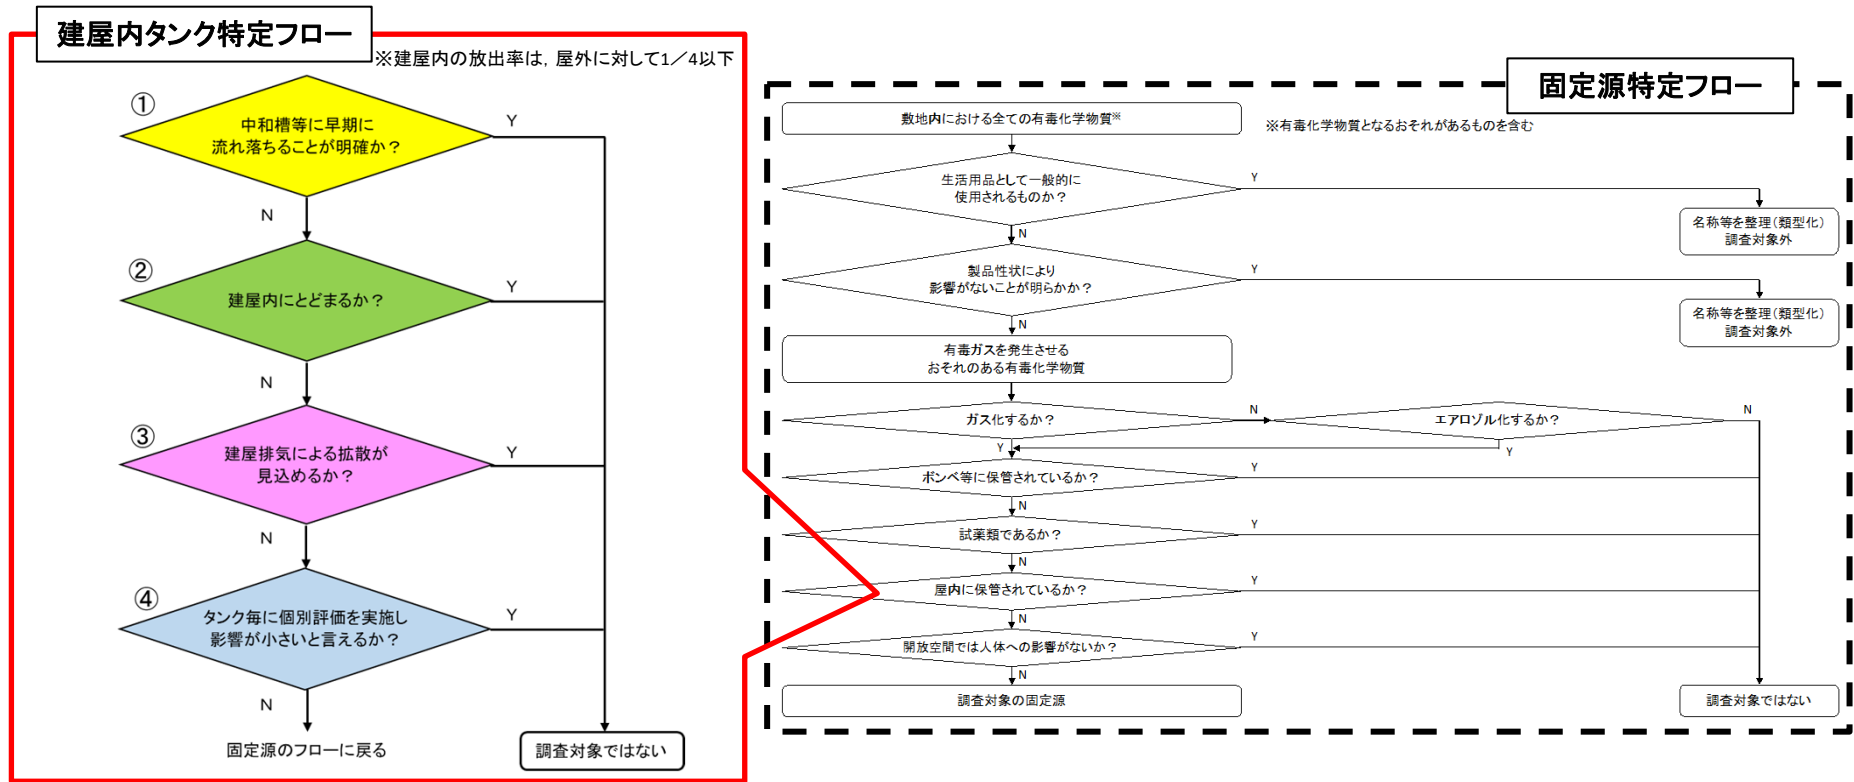 建屋内タンク特定フロー
※建屋内の放出率は，屋外に対して1／4以下
①
中和槽等に早期に
流れ落ちることが明確か？
Y
N
②
建屋内にとどまるか？
Y
N
③
建屋排気による拡散が
見込めるか？
Y
N
④
タンク毎に個別評価を実施し
影響が小さいと言えるか？
Y
N
固定源のフローに戻る
調査対象ではない
固定源特定フロー
敷地内における全ての有毒化学物質※
※有毒化学物質となるおそれがあるものを含む
生活用品として一般的に
使用されるものか？
Y
N
名称等を整理（類型化）
調査対象外
製品性状により
影響がないことが明らかか？
Y
N
名称等を整理（類型化）
調査対象外
有毒ガスを発生させる
おそれのある有毒化学物質
ガス化するか？
N
エアロゾル化するか？
N
Y
Y
ボンベ等に保管されているか？
Y
N
試薬類であるか？
Y
N
屋内に保管されているか？
Y
N
開放空間では人体への影響がないか？
Y
N
調査対象の固定源
調査対象ではない